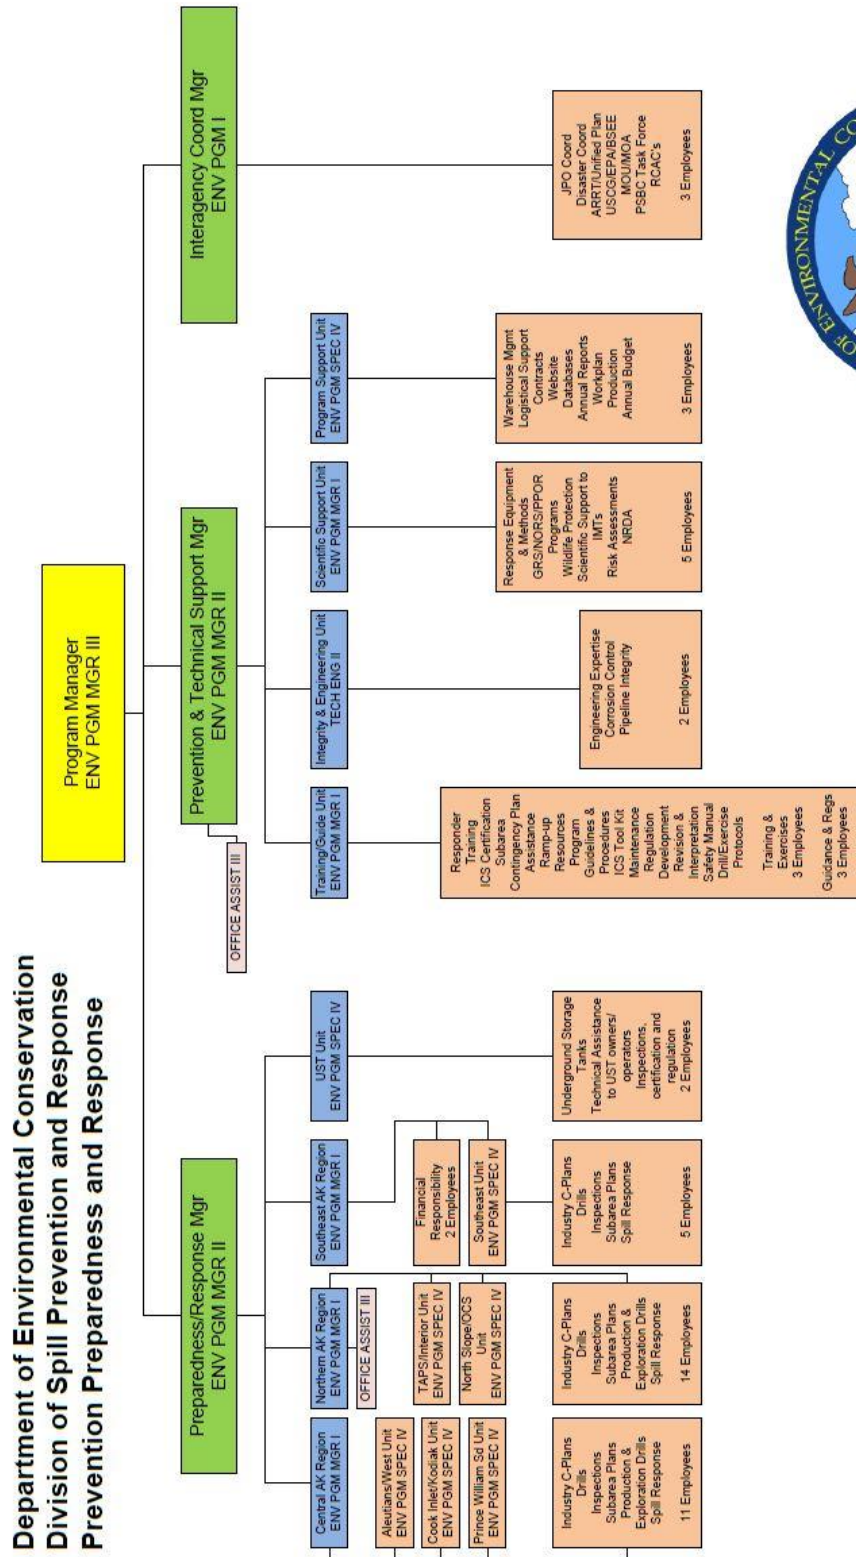 Department of Environmental Conservation
Division of Spill Prevention and Response
Prevention Preparedness and Response
Program Manager
ENV PGM MGR III
Preparedness/Response Mgr
ENV PGM MGR II
Prevention & Technical Support Mgr
ENV PGM MGR II
Interagency Coord Mgr
ENV PGM I
OFFICE ASSIST III
Central AK Region
ENV PGM MGR I
Northern AK Region
ENV PGM MGR I
Southeast AK Region
ENV PGM MGR I
UST Unit
ENV PGM SPEC IV
Training/Guide Unit
ENV PGM MGR I
Integrity & Engineering Unit
TECH ENG II
Scientific Support Unit
ENV PGM MGR I
Program Support Unit
ENV PGM SPEC IV
OFFICE ASSIST III
Aleutians/West Unit
ENV PGM SPEC IV
Cook Inlet/Kodiak Unit
ENV PGM SPEC IV
Prince William Sd Unit
ENV PGM SPEC IV
TAPS/Interior Unit
ENV PGM SPEC IV
North Slope/OCS
Unit
ENV PGM SPEC IV
Financial
Responsibility
2 Employees
Southeast Unit
ENV PGM SPEC IV
Industry C-Plans
Drills
Inspections
Subarea Plans
Production &
Exploration Drills
Spill Response
11 Employees
Industry C-Plans
Drills
Inspections
Subarea Plans
Production &
Exploration Drills
Spill Response
14 Employees
Industry C-Plans
Drills
Inspections
Subarea Plans
Spill Response
5 Employees
Underground Storage
Tanks
Technical Assistance
to UST owners/
operators
Inspections,
certification and
regulation
2 Employees
Responder
Training
ICS Certification
Subarea
Contingency Plan
Assistance
Ramp-up
Resources
Program
Guidelines &
Procedures
ICS Tool Kit
Maintenance
Regulation
Development
Revision &
Interpretation
Safety Manual
Drill/Exercise
Protocols
Training &
Exercises
3 Employees
Guidance & Regs
3 Employees
Engineering Expertise
Corrosion Control
Pipeline Integrity
2 Employees
Response Equipment
& Methods
GRS/NORS/PPOR
Programs
Wildlife Protection
Scientific Support to
IMTs
Risk Assessments
NRDA
5 Employees
Warehouse Mgmt
Logistical Support
Contracts
Website
Databases
Annual Reports
Workplan
Production
Annual Budget
3 Employees
JPO Coord
Disaster Coord
ARRT/Unified Plan
USCG/EPA/BSEE
MOU/MOA
PSBC Task Force
RCAC's
3 Employees
OF ENVIRONMENTAL CO